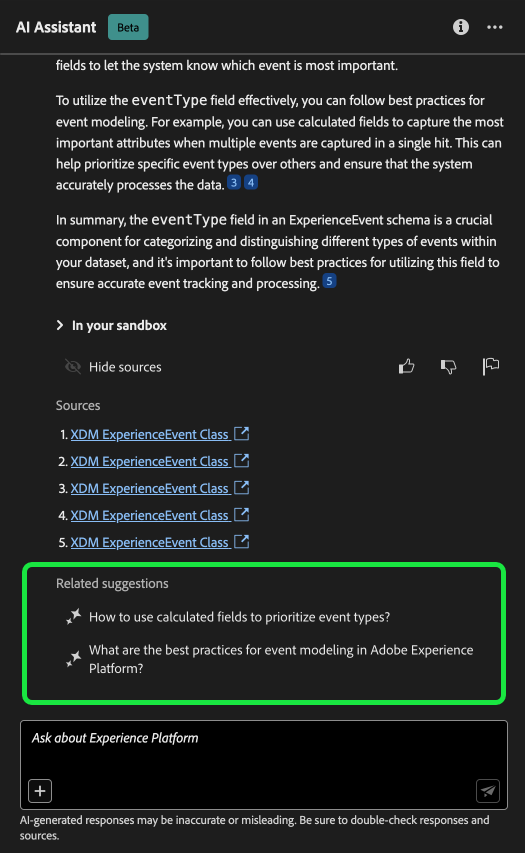 AI Assistant Beta
fields to let the system know which event is most important.
To utilize the eventType field effectively, you can follow best practices for
event modeling. For example, you can use calculated fields to capture the most
important attributes when multiple events are captured in a single hit. This can
help prioritize specific event types over others and ensure that the system
accurately processes the data. 3 4
In summary, the eventType field in an ExperienceEvent schema is a crucial
component for categorizing and distinguishing different types of events within
your dataset, and it's important to follow best practices for utilizing this field to
ensure accurate event tracking and processing. 5
In your sandbox
Hide sources
Sources
1. XDM ExperienceEvent Class
2. XDM ExperienceEvent Class
3. XDM ExperienceEvent Class
4. XDM ExperienceEvent Class
5. XDM ExperienceEvent Class
Related suggestions
How to use calculated fields to prioritize event types?
What are the best practices for event modeling in Adobe Experience
Platform?
Ask about Experience Platform
AI-generated responses may be inaccurate or misleading. Be sure to double-check responses and
sources.